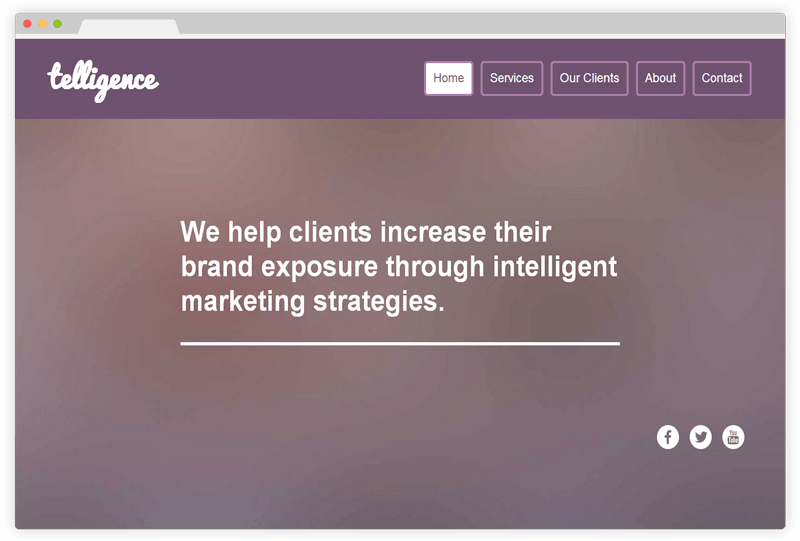 telligence
Home Services Our Clients About Contact
We help clients increase their
brand exposure through intelligent
marketing strategies.
You Tube